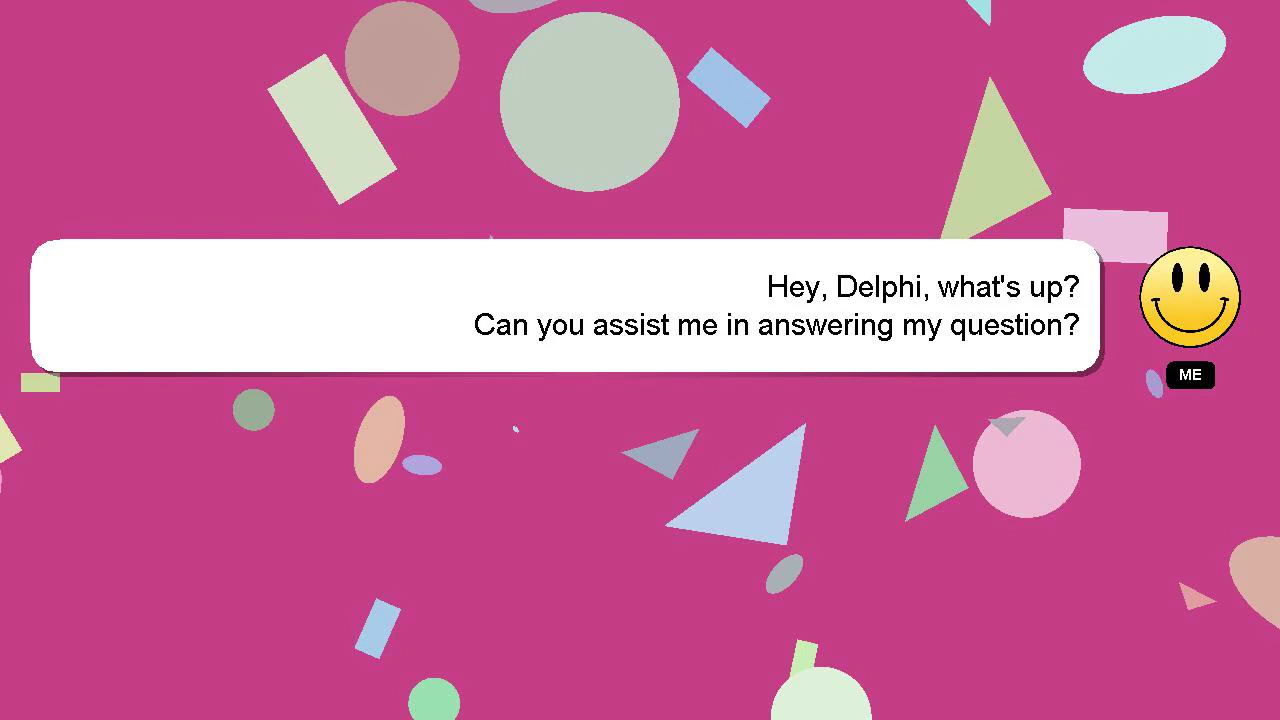 Hey, Delphi, what's up?
Can you assist me in answering my question?
ME